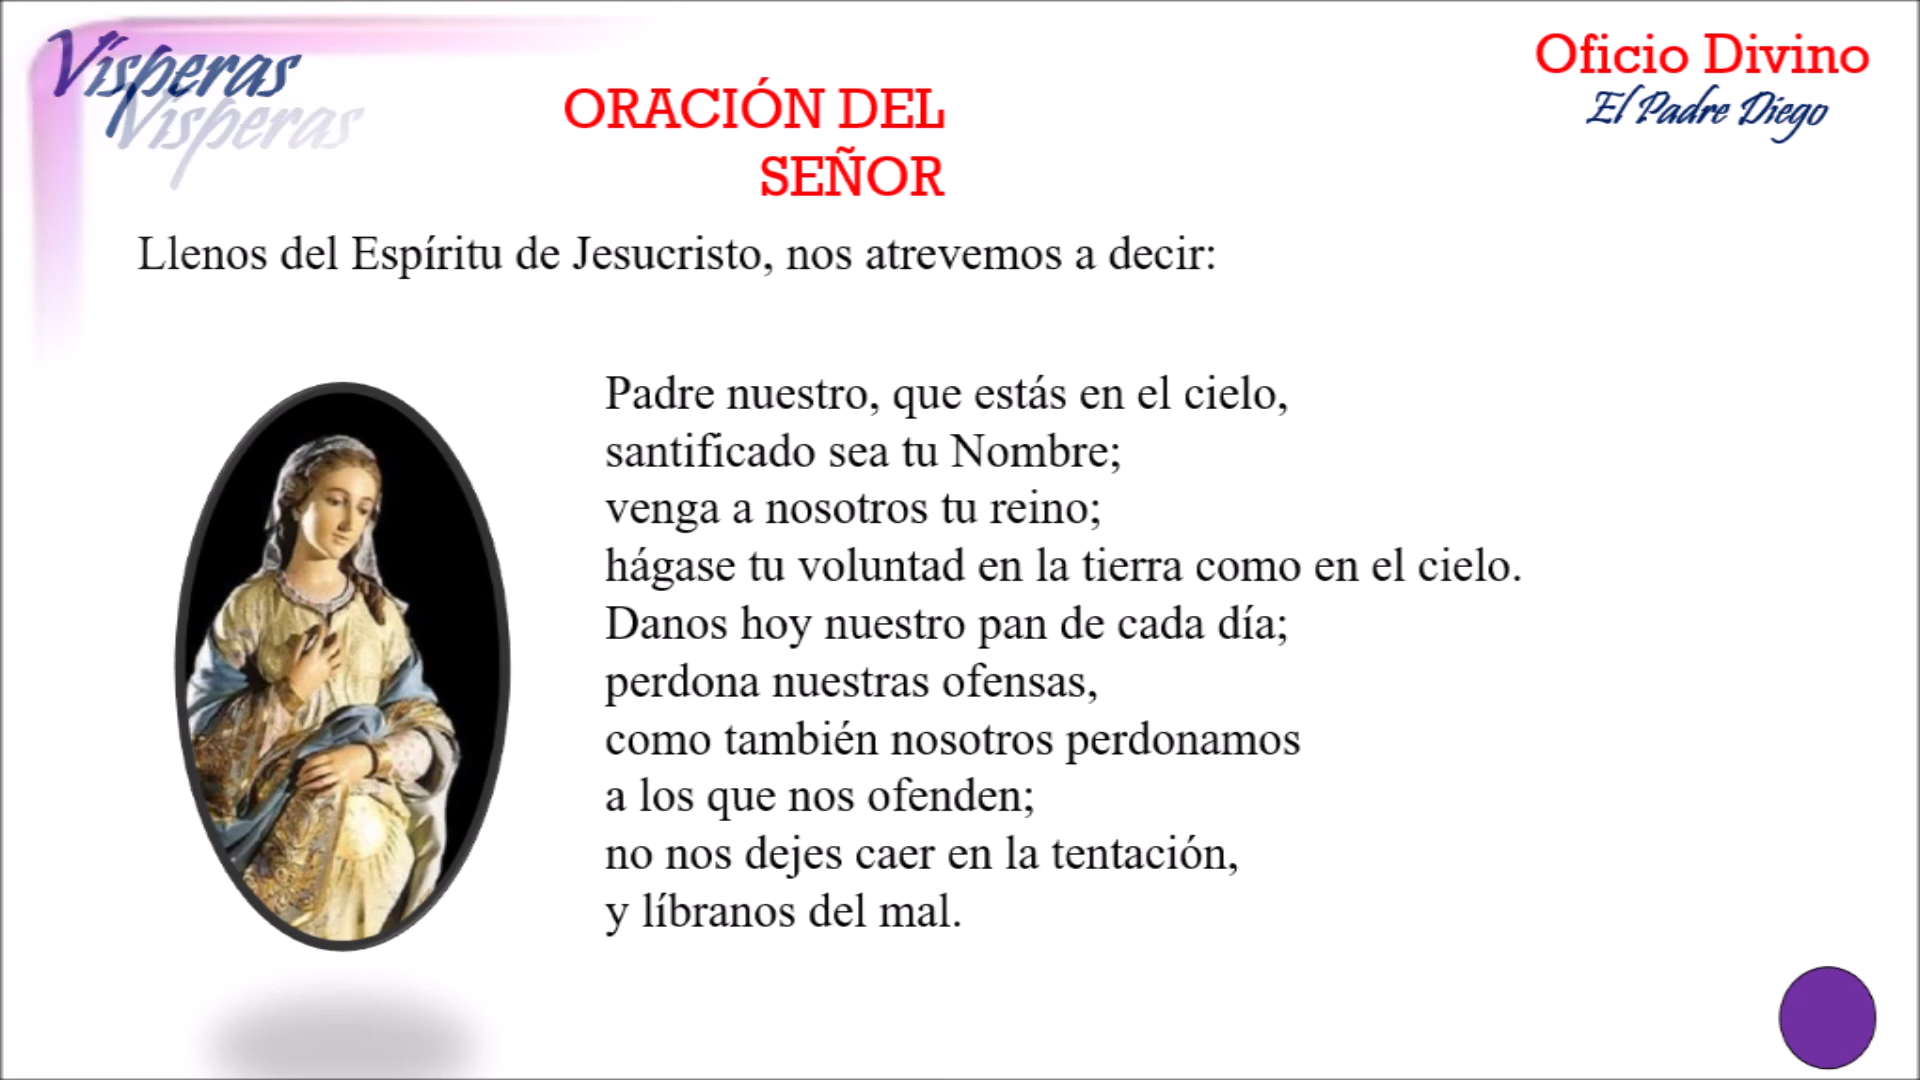 Vísperas
Vísperas
Oficio Divino
El Padre Diego
ORACIÓN DEL
SEÑOR
Llenos del Espíritu de Jesucristo, nos atrevemos a decir:
Padre nuestro, que estás en el cielo,
santificado sea tu Nombre;
venga a nosotros tu reino;
hágase tu voluntad en la tierra como en el cielo.
Danos hoy nuestro pan de cada día;
perdona nuestras ofensas,
como también nosotros perdonamos
a los que nos ofenden;
no nos dejes caer en la tentación,
y líbranos del mal.